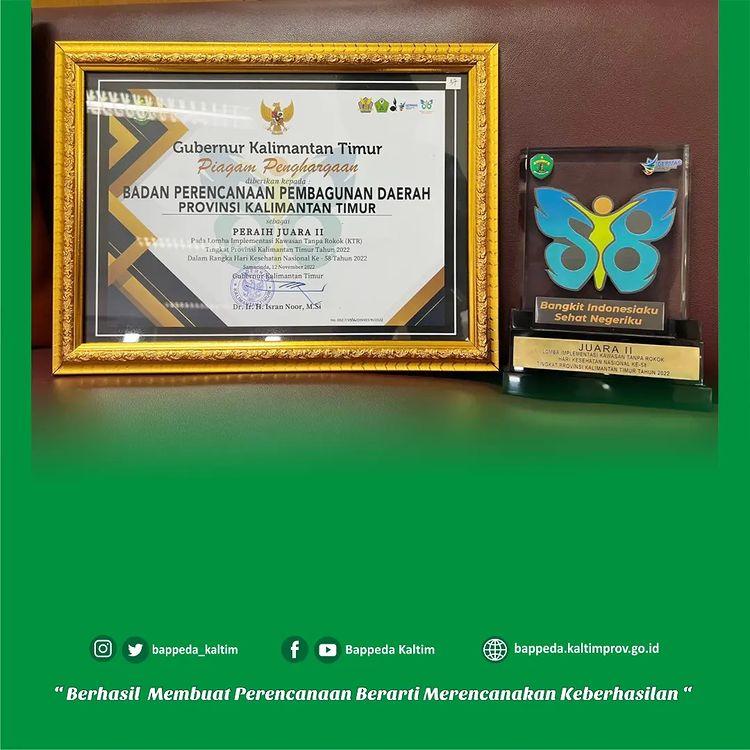 37
Gubernur Kalimantan Timur
Piagam Penghargaan
diberikan kepada :
BADAN PERENCANAAN PEMBAGUNAN DAERAH
PROVINSI KALIMANTAN TIMUR
sebagai
PERAIH JUARA II
Pada Lomba Implementasi Kawasan Tanpa Rokok (KTR)
Tingkat Provinsi Kalimantan Timur Tahun 2022
Dalam Rangka Hari Kesehatan Nasional Ke - 58 Tahun 2022
Samarinda, 12 November 2022
Gubernur Kalimantan Timur
Dr. Ir. H. Isran Noor, M.Si
GERMAS
58
Bangkit Indonesiaku
Sehat Negeriku
JUARA II
LOMBA IMPLEMENTASI KAWASAN TANPA ROKOK
HARI KESEHATAN NASIONAL KE-58
TINGKAT PROVINSI KALIMANTAN TIMUR TAHUN 2022
bappeda_kaltim
Bappeda Kaltim
bappeda.kaltimprov.go.id
“ Berhasil Membuat Perencanaan Berarti Merencanakan Keberhasilan “